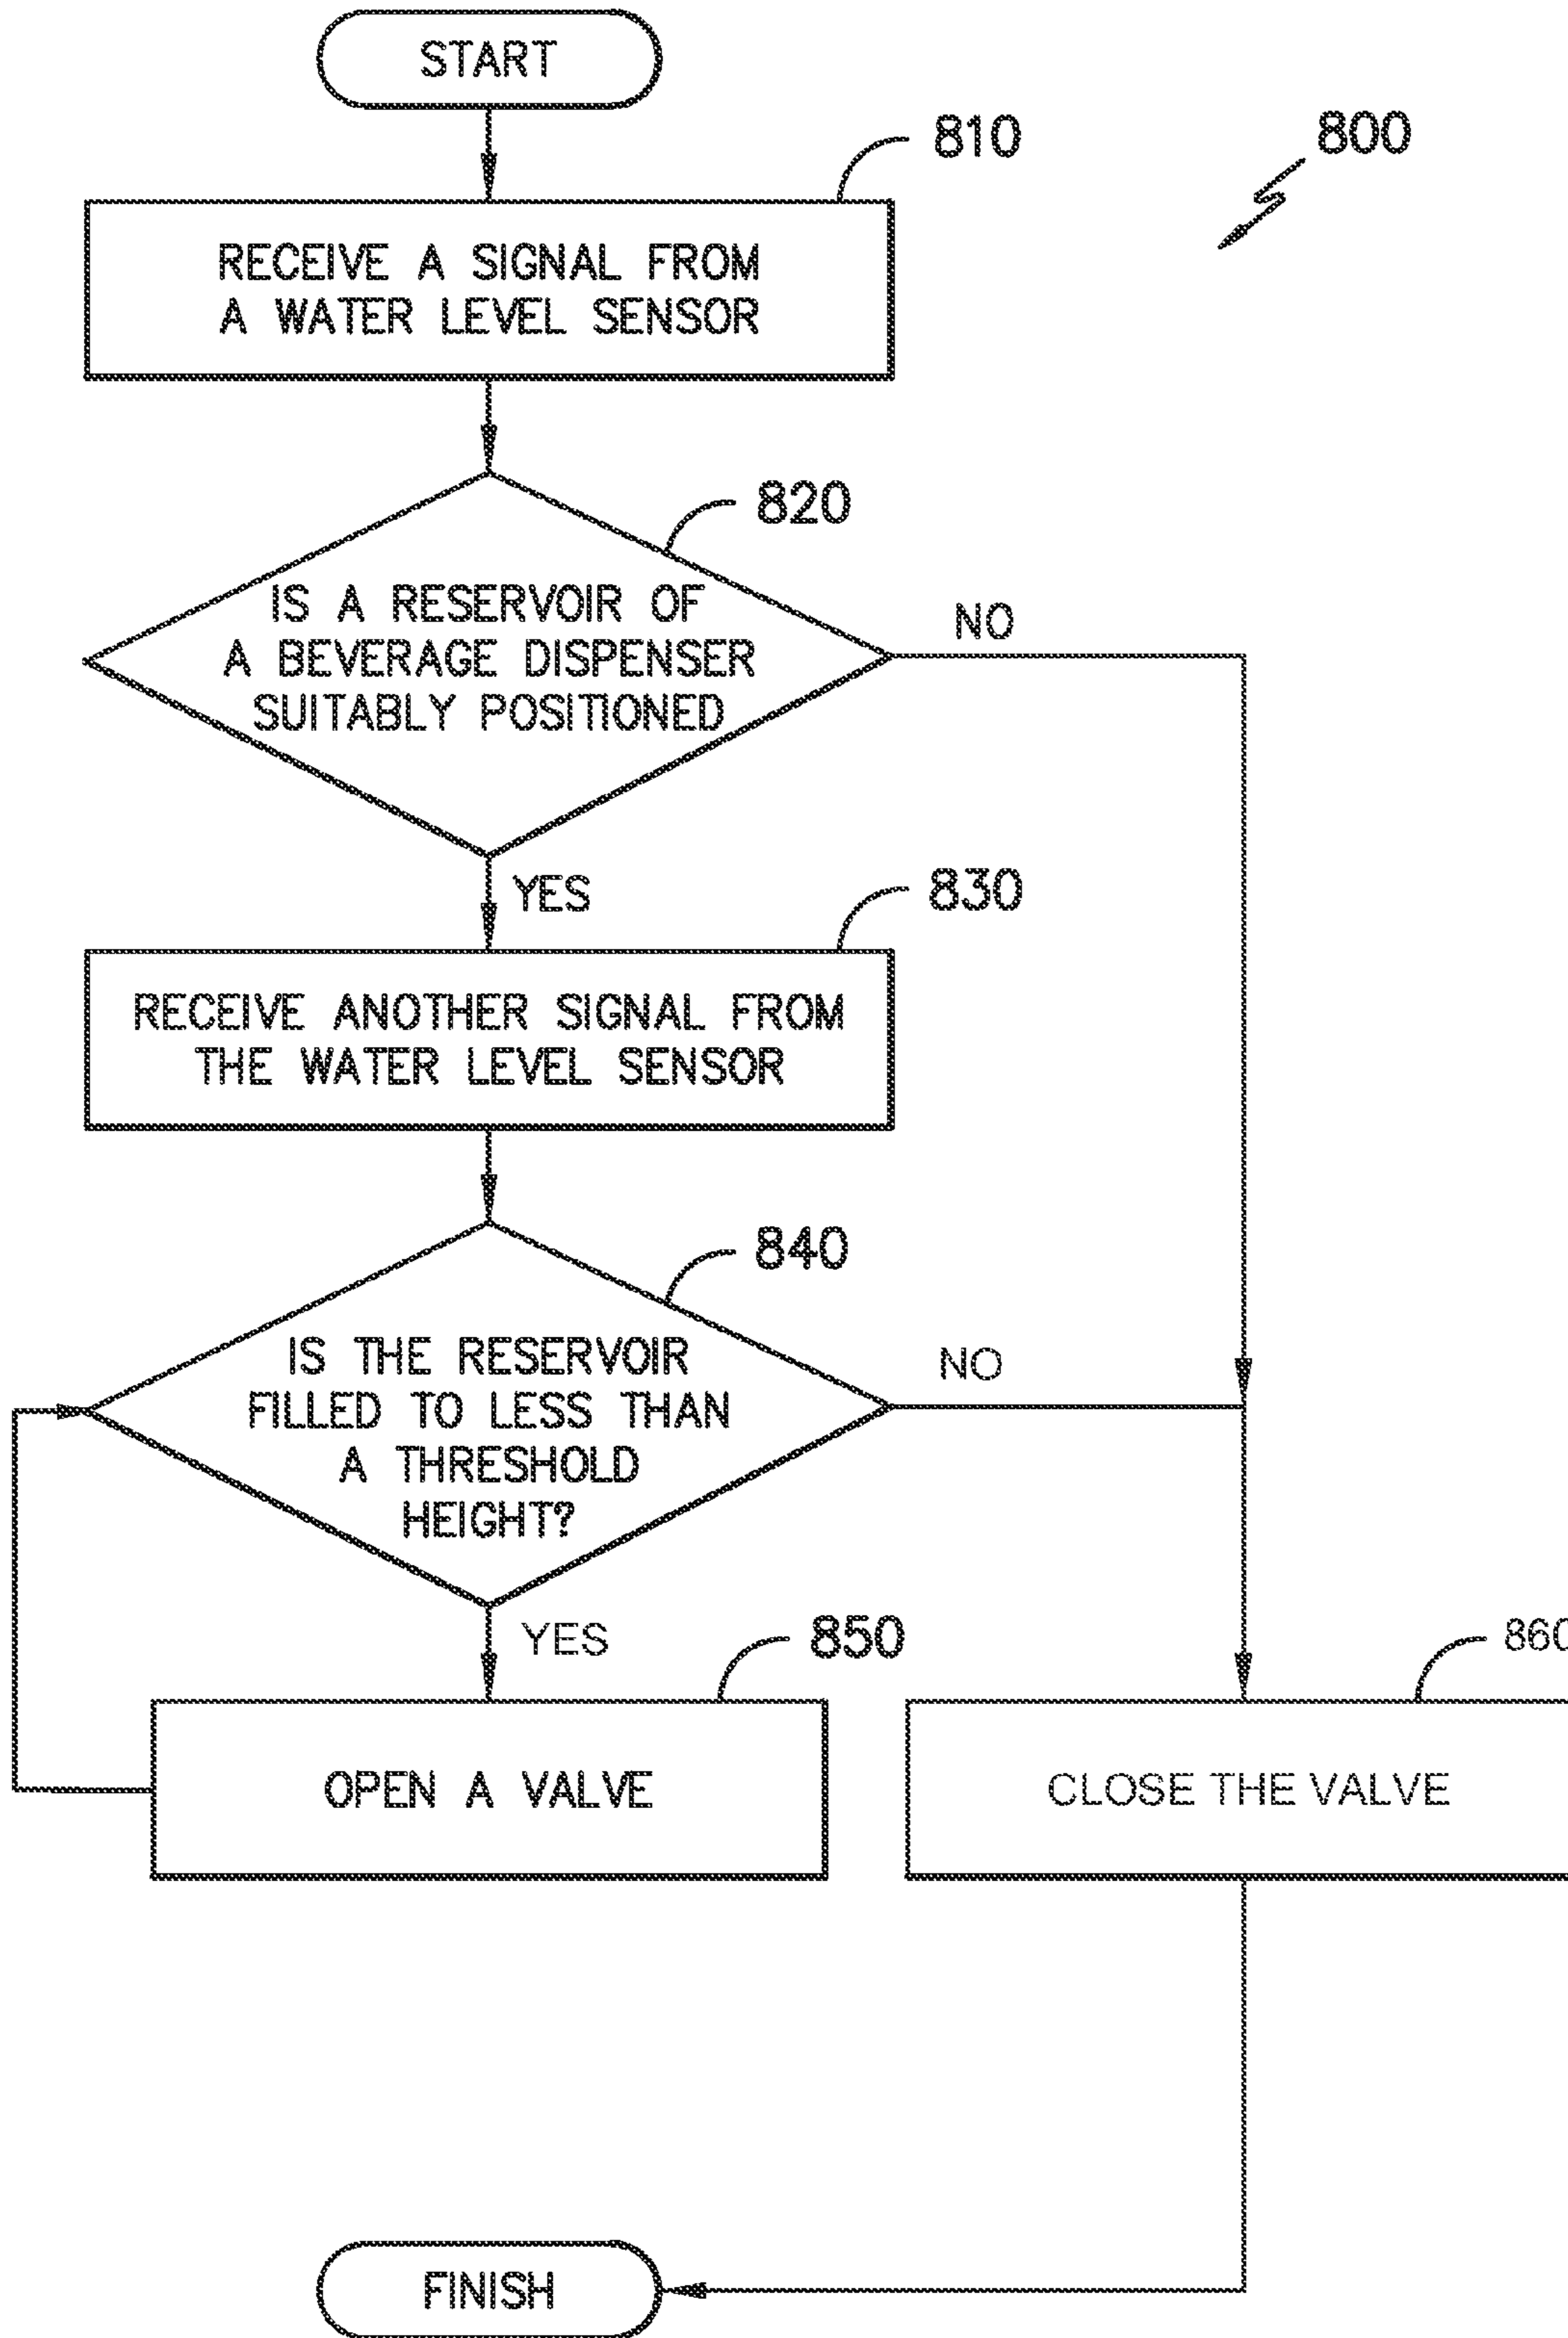 START
810
800
RECEIVE A SIGNAL FROM
A WATER LEVEL SENSOR
820
IS A RESERVOIR OF
A BEVERAGE DISPENSER
SUITABLY POSITIONED
NO
YES
830
RECEIVE ANOTHER SIGNAL FROM
THE WATER LEVEL SENSOR
840
IS THE RESERVOIR
FILLED TO LESS THAN
A THRESHOLD
HEIGHT?
NO
YES
850
860
OPEN A VALVE
CLOSE THE VALVE
FINISH